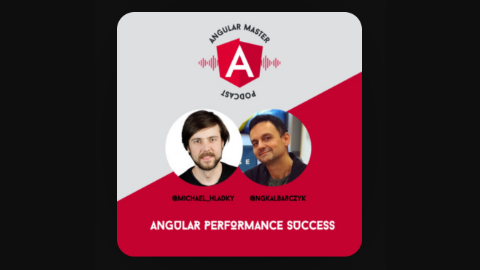 ANGULAR MASTER
A
PODCAST
@MICHAEL_HLADKY @NGKALBARCZYK
ANGULAR PERFORMANCE SUCCESS